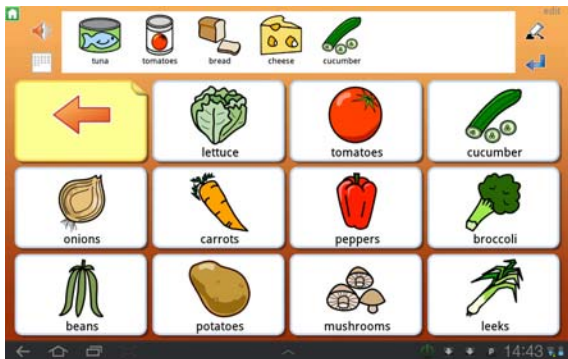 edit
tuna tomatoes bread cheese cucumber
lettuce tomatoes cucumber
onions carrots peppers broccoli
beans potatoes mushrooms leeks
14:43